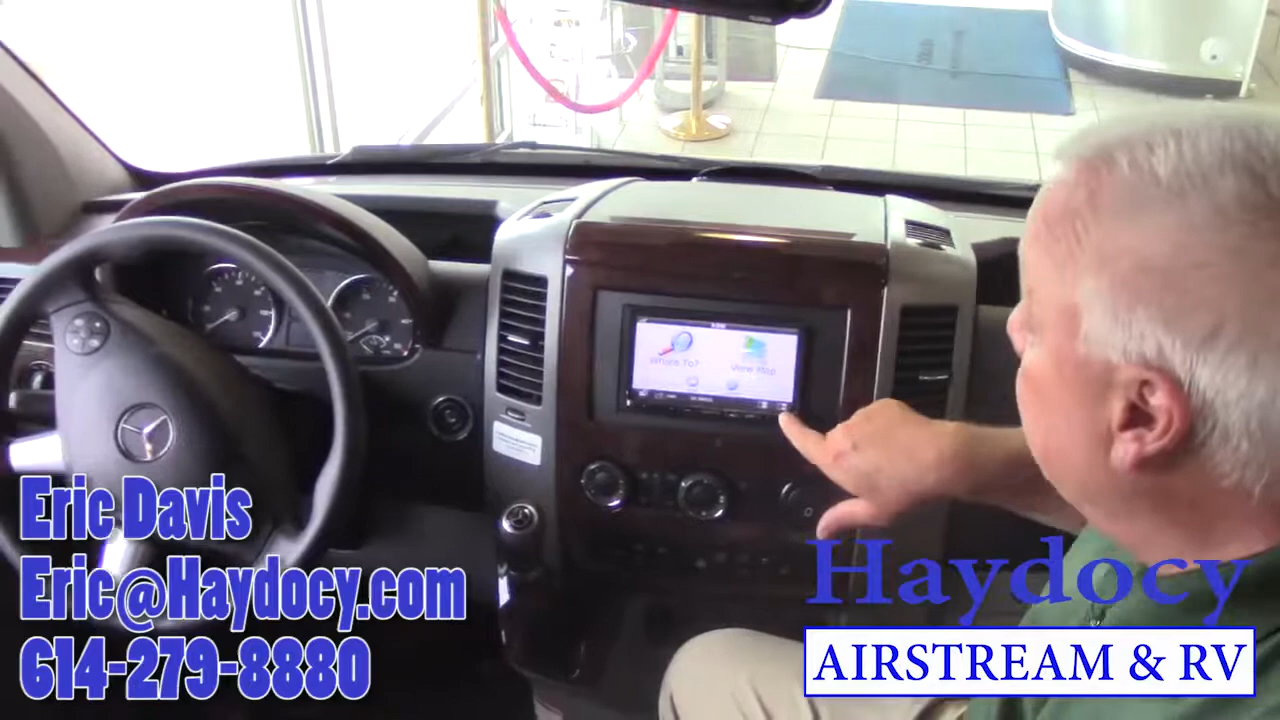 Where To?
View Map
Eric Davis
Eric@Haydocy.com
614-279-8880
Haydocy
AIRSTREAM & RV